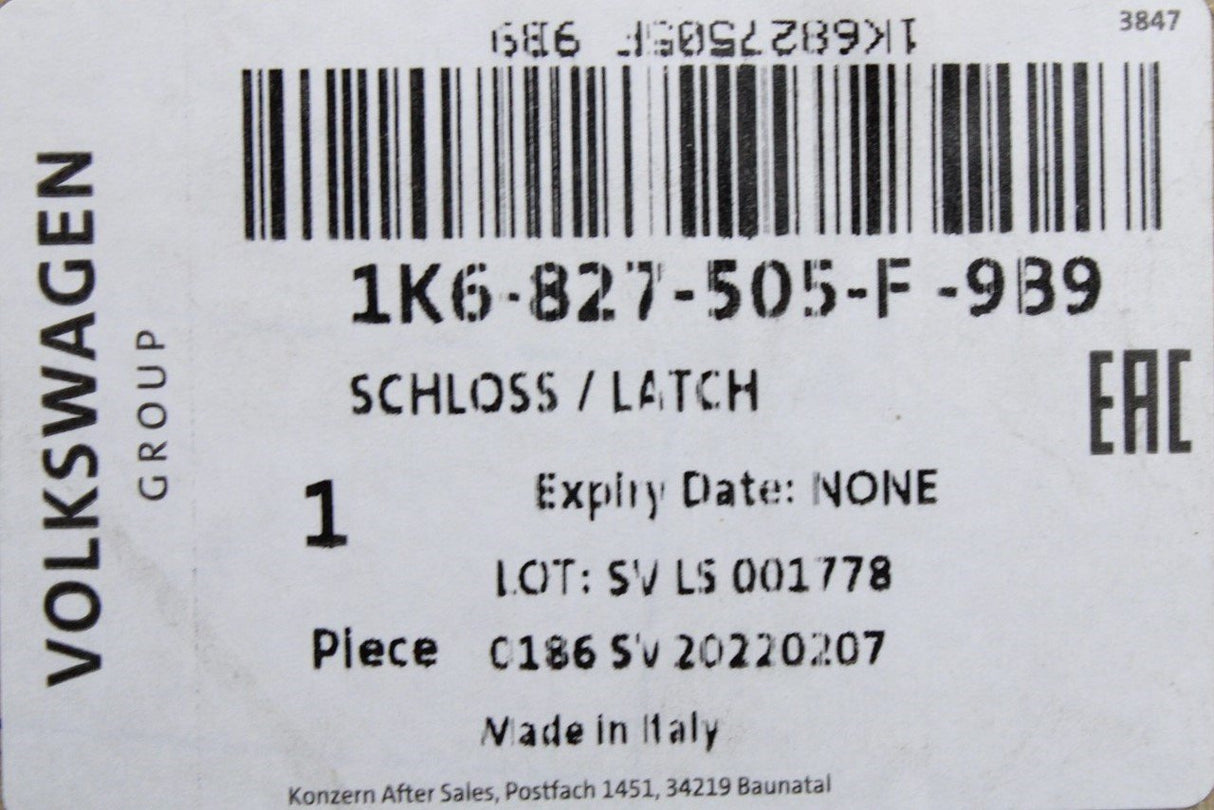 3847
1K6827505F 9B9
1K6-827-505-F -9B9
SCHLOSS / LATCH
EAC
VOLKSWAGEN
GROUP
1
Piece
Expiry Date: NONE
LOT: SV LS 001778
0186 SV 20220207
Made in Italy
Konzern After Sales, Postfach 1451, 34219 Baunatal